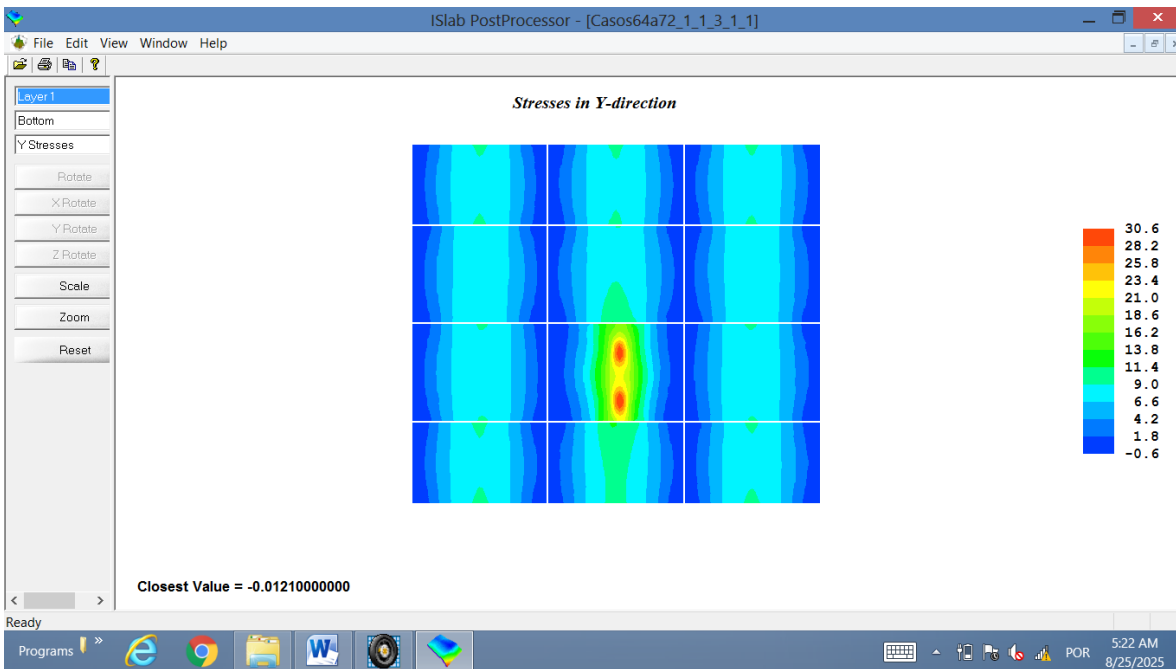 ISlab PostProcessor - [Casos64a72_1_1_3_1_1]
File Edit View Window Help
Layer1
Bottom
Y Stresses
Rotate
X Rotate
Y Rotate
Z Rotate
Scale
Zoom
Reset
Stresses in Y-direction
30.6
28.2
25.8
23.4
21.0
18.6
16.2
13.8
11.4
9.0
6.6
4.2
1.8
-0.6
Closest Value = -0.01210000000
Ready
Programs
POR
5:22 AM
8/25/2025